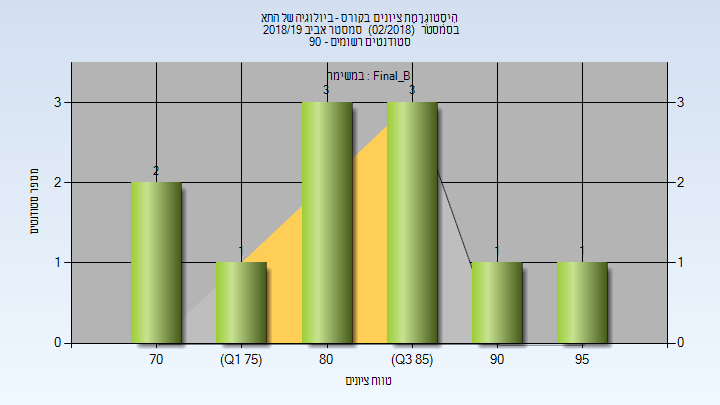 היסטוגרמת ציונים בקורס - ביולוגיה של התא
בסמסטר (02/2018) סמסטר אביב 2018/19
סטודנטים רשומים - 90
במשימה : Final_B
3 3
3 3
2
2 2
1 1 1
1 1
0 0
70 (Q1 75) 80 (Q3 85) 90 95
מספר סטודנטים
טווח ציונים